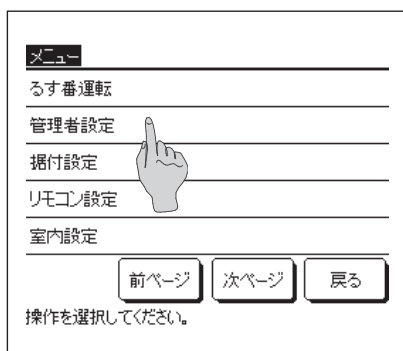 メニュー
るす番運転
管理者設定
据付設定
リモコン設定
室内設定
前ページ 次ページ 戻る
操作を選択してください。